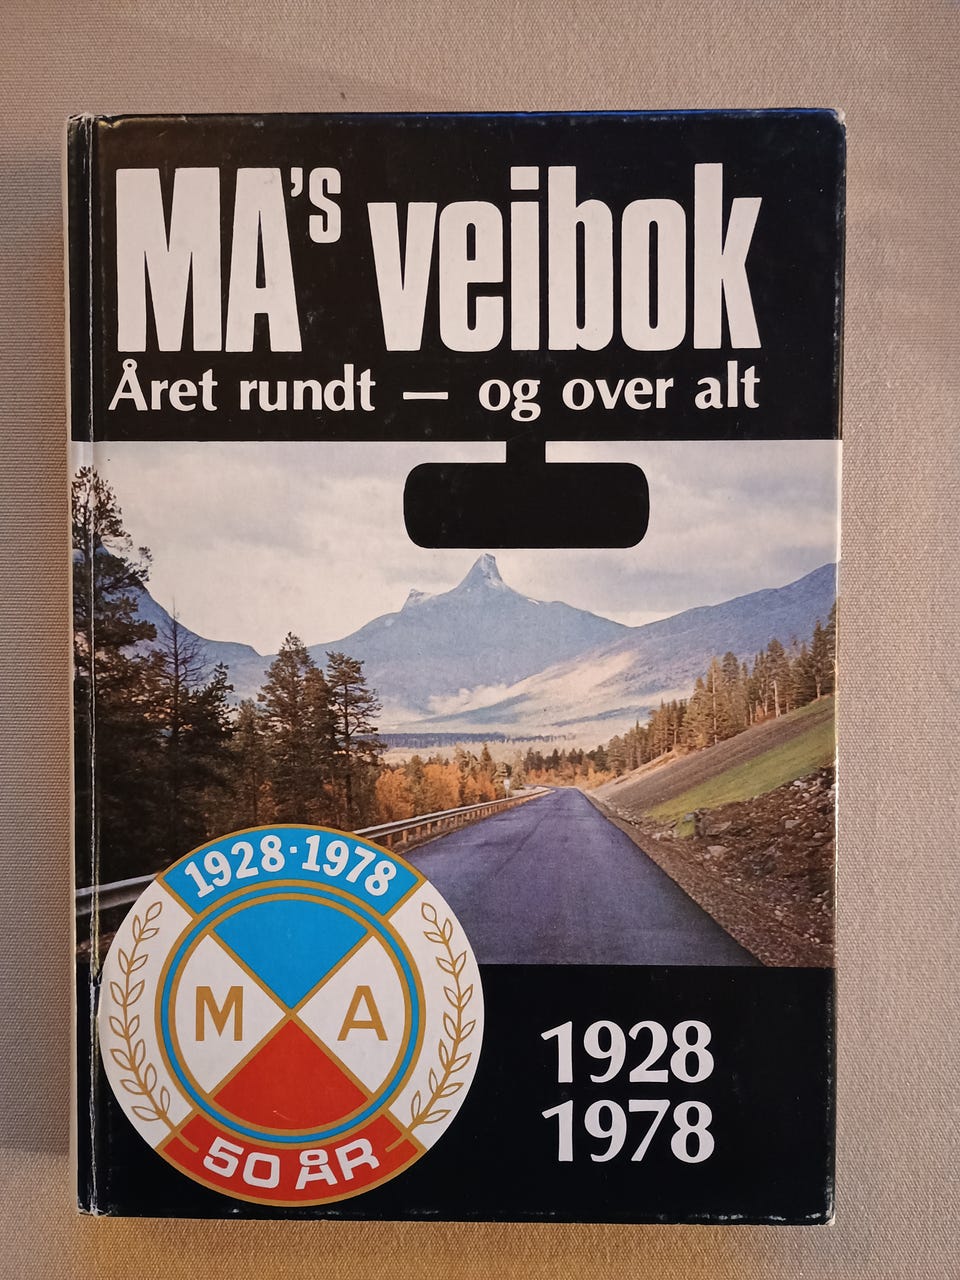 MA's veibok
Året rundt — og over alt
1928·1978
M A
50 ÅR
1928
1978